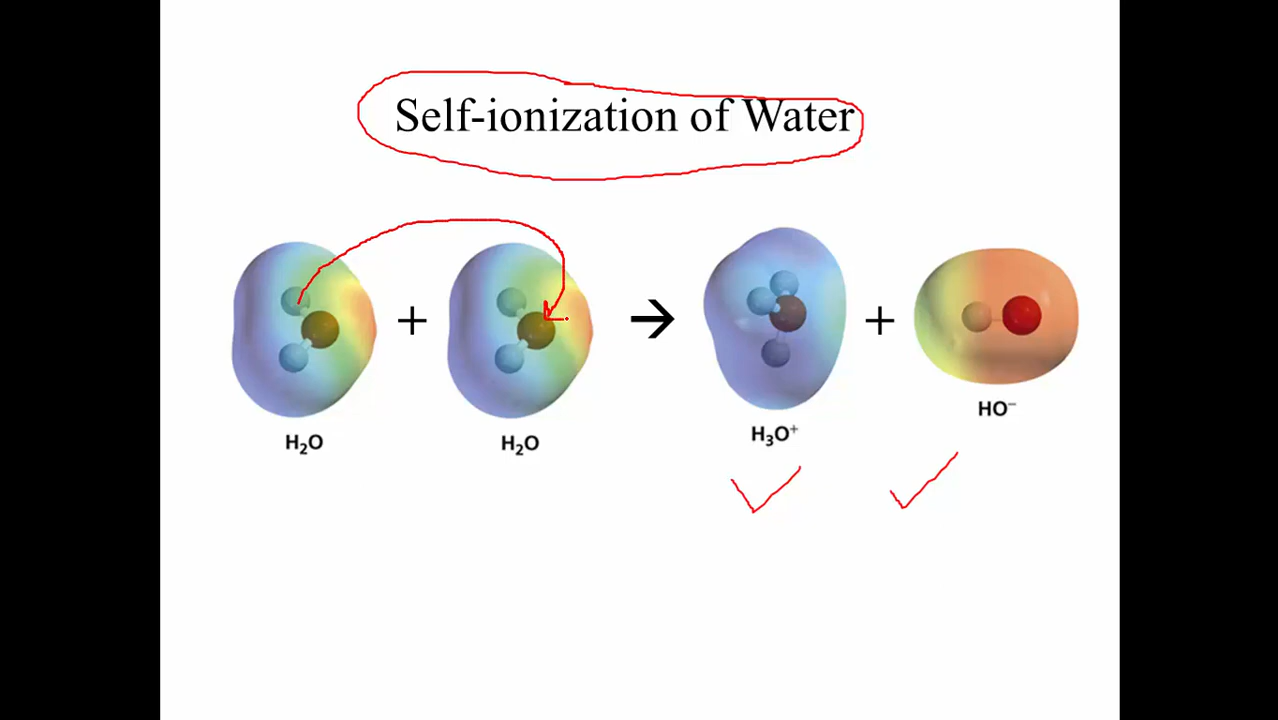 Self-ionization of Water
+ → +
H₂O H₂O H₃O⁺ HO⁻